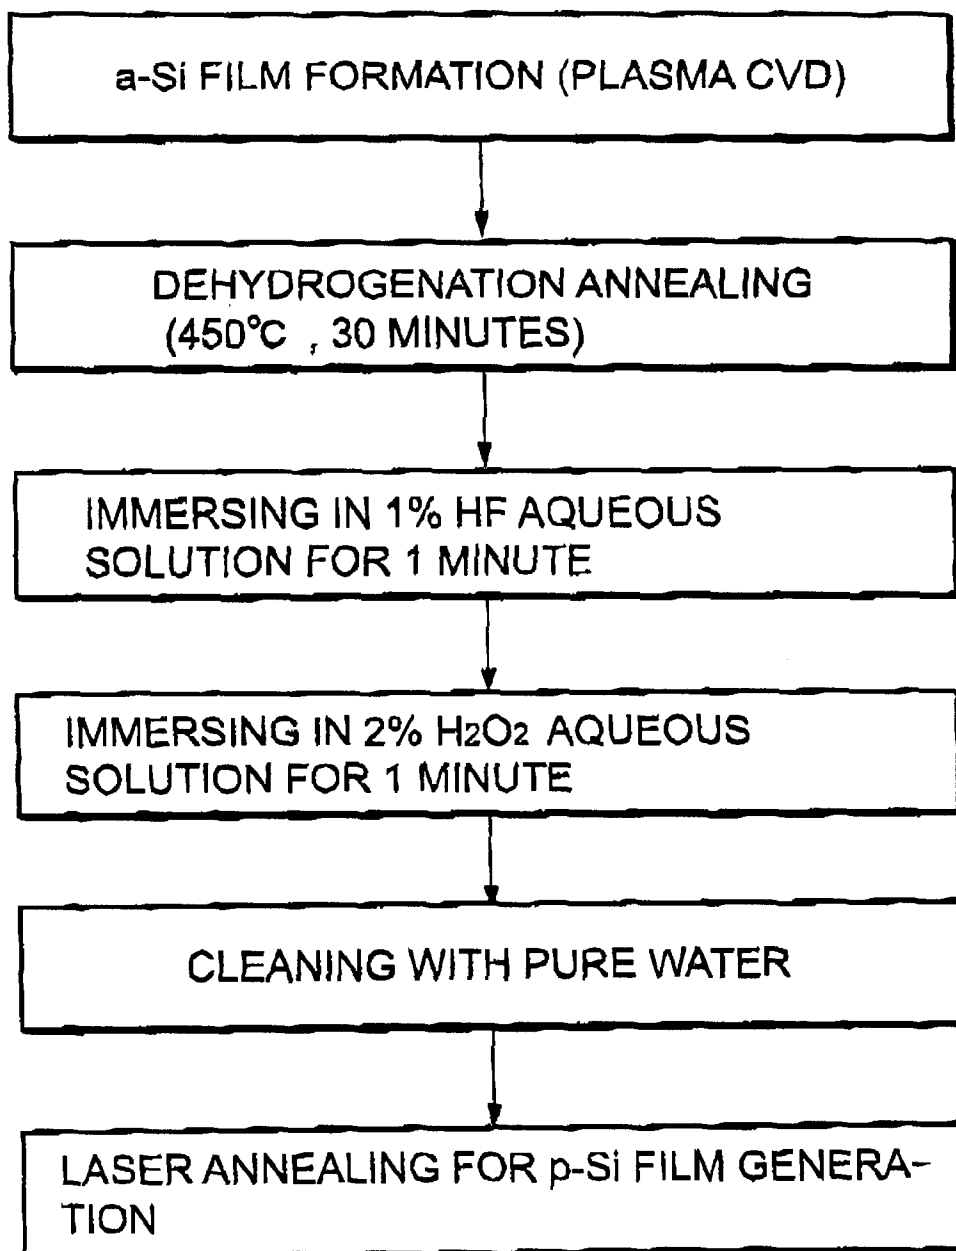 a-Si FILM FORMATION (PLASMA CVD)
DEHYDROGENATION ANNEALING
(450°C , 30 MINUTES)
IMMERSING IN 1% HF AQUEOUS
SOLUTION FOR 1 MINUTE
IMMERSING IN 2% H₂O₂ AQUEOUS
SOLUTION FOR 1 MINUTE
CLEANING WITH PURE WATER
LASER ANNEALING FOR p-Si FILM GENERA-
TION